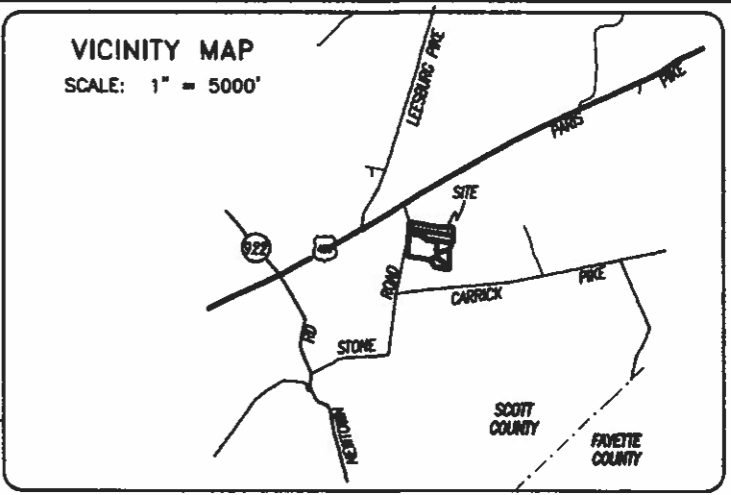 VICINITY MAP
SCALE: 1" = 5000'
LEESBURG PIKE
PARIS PIKE
SITE
922
ROAD
CARRICK PIKE
RD
STONE
NEWTOWN
SCOTT
COUNTY
FAYETTE
COUNTY